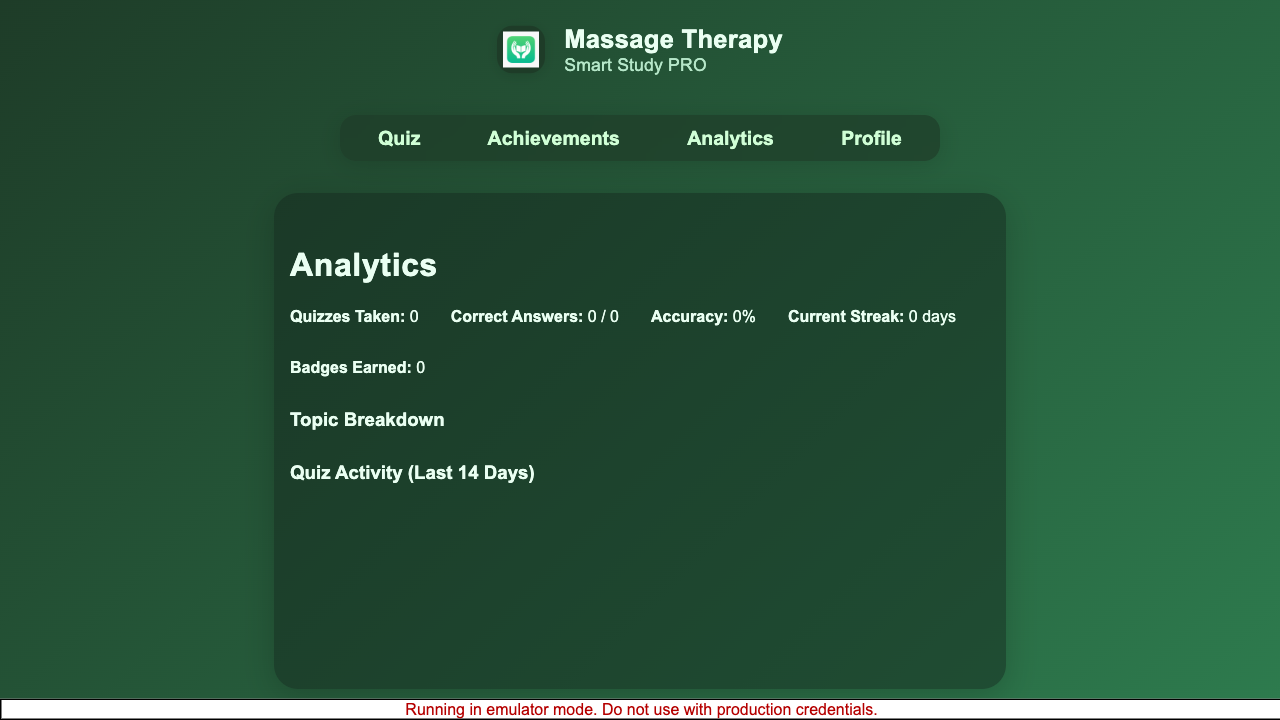 Massage Therapy
Smart Study PRO
Quiz Achievements Analytics Profile
Analytics
Quizzes Taken: 0 Correct Answers: 0 / 0 Accuracy: 0% Current Streak: 0 days
Badges Earned: 0
Topic Breakdown
Quiz Activity (Last 14 Days)
Running in emulator mode. Do not use with production credentials.